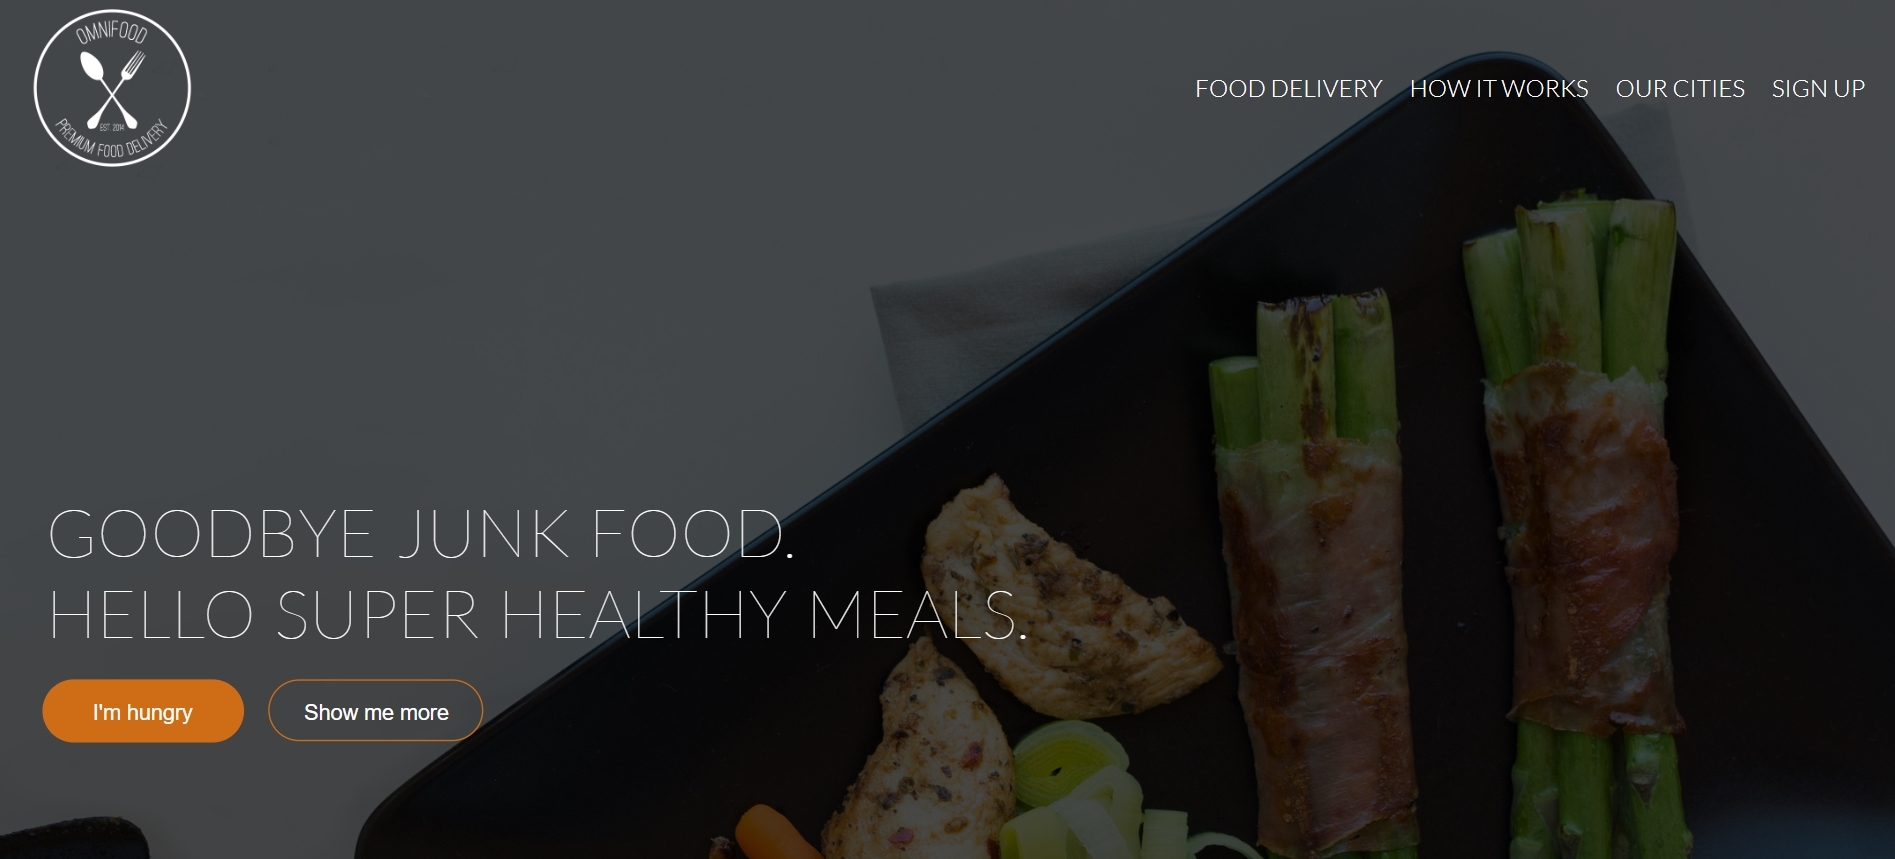 OMNIFOOD
EST. 2014
PREMIUM FOOD DELIVERY
FOOD DELIVERY HOW IT WORKS OUR CITIES SIGN UP
GOODBYE JUNK FOOD.
HELLO SUPER HEALTHY MEALS.
I'm hungry Show me more